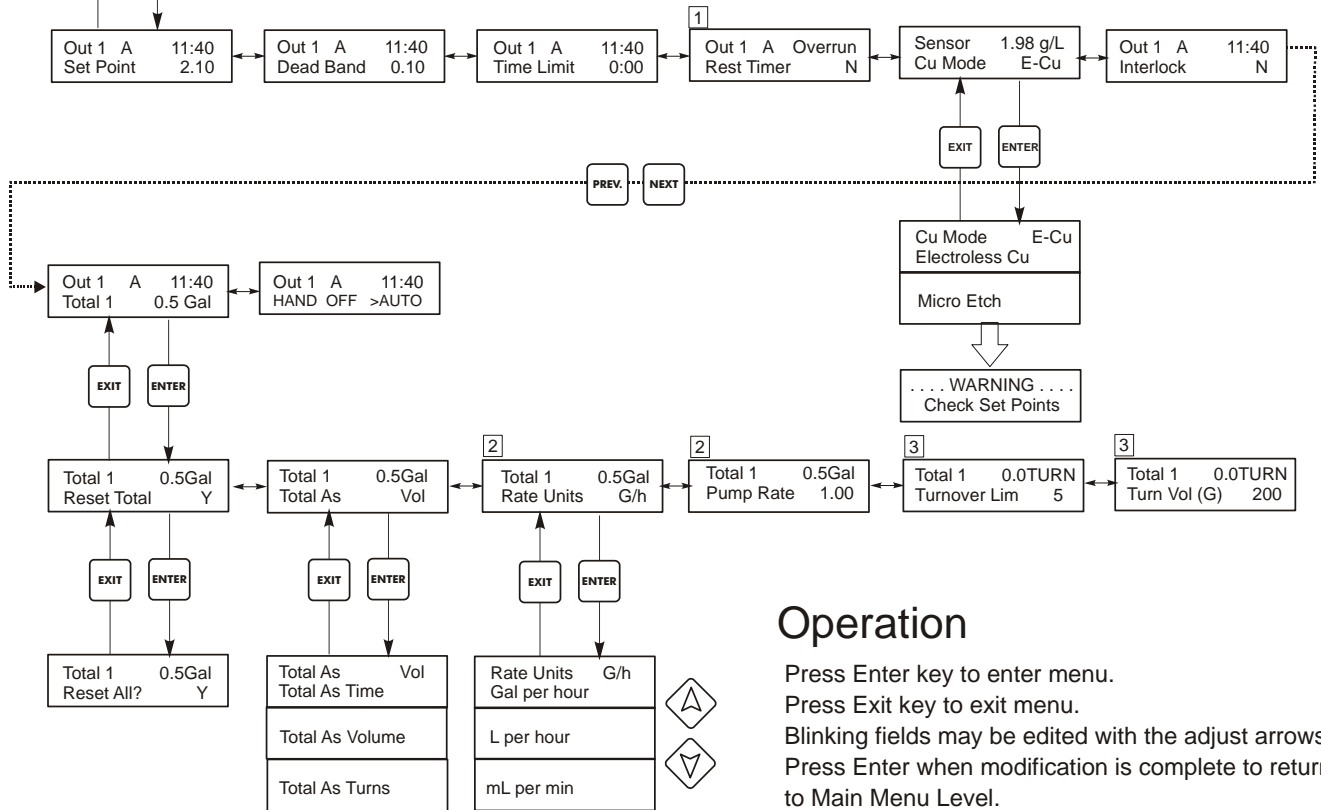 1
Out 1 A 11:40
Set Point 2.10
Out 1 A 11:40
Dead Band 0.10
Out 1 A 11:40
Time Limit 0:00
Out 1 A Overrun
Rest Timer N
Sensor 1.98 g/L
Cu Mode E-Cu
Out 1 A 11:40
Interlock N
EXIT
ENTER
PREV.
NEXT
Cu Mode E-Cu
Electroless Cu
Micro Etch
. . . . WARNING . . . .
Check Set Points
Out 1 A 11:40
Total 1 0.5 Gal
Out 1 A 11:40
HAND OFF >AUTO
EXIT
ENTER
2
2
3
3
Total 1 0.5Gal
Reset Total Y
Total 1 0.5Gal
Total As Vol
Total 1 0.5Gal
Rate Units G/h
Total 1 0.5Gal
Pump Rate 1.00
Total 1 0.0TURN
Turnover Lim 5
Total 1 0.0TURN
Turn Vol (G) 200
EXIT
ENTER
EXIT
ENTER
EXIT
ENTER
Total 1 0.5Gal
Reset All? Y
Total As Vol
Total As Time
Total As Volume
Total As Turns
Rate Units G/h
Gal per hour
L per hour
mL per min
Operation
Press Enter key to enter menu.
Press Exit key to exit menu.
Blinking fields may be edited with the adjust arrows
Press Enter when modification is complete to return
to Main Menu Level.